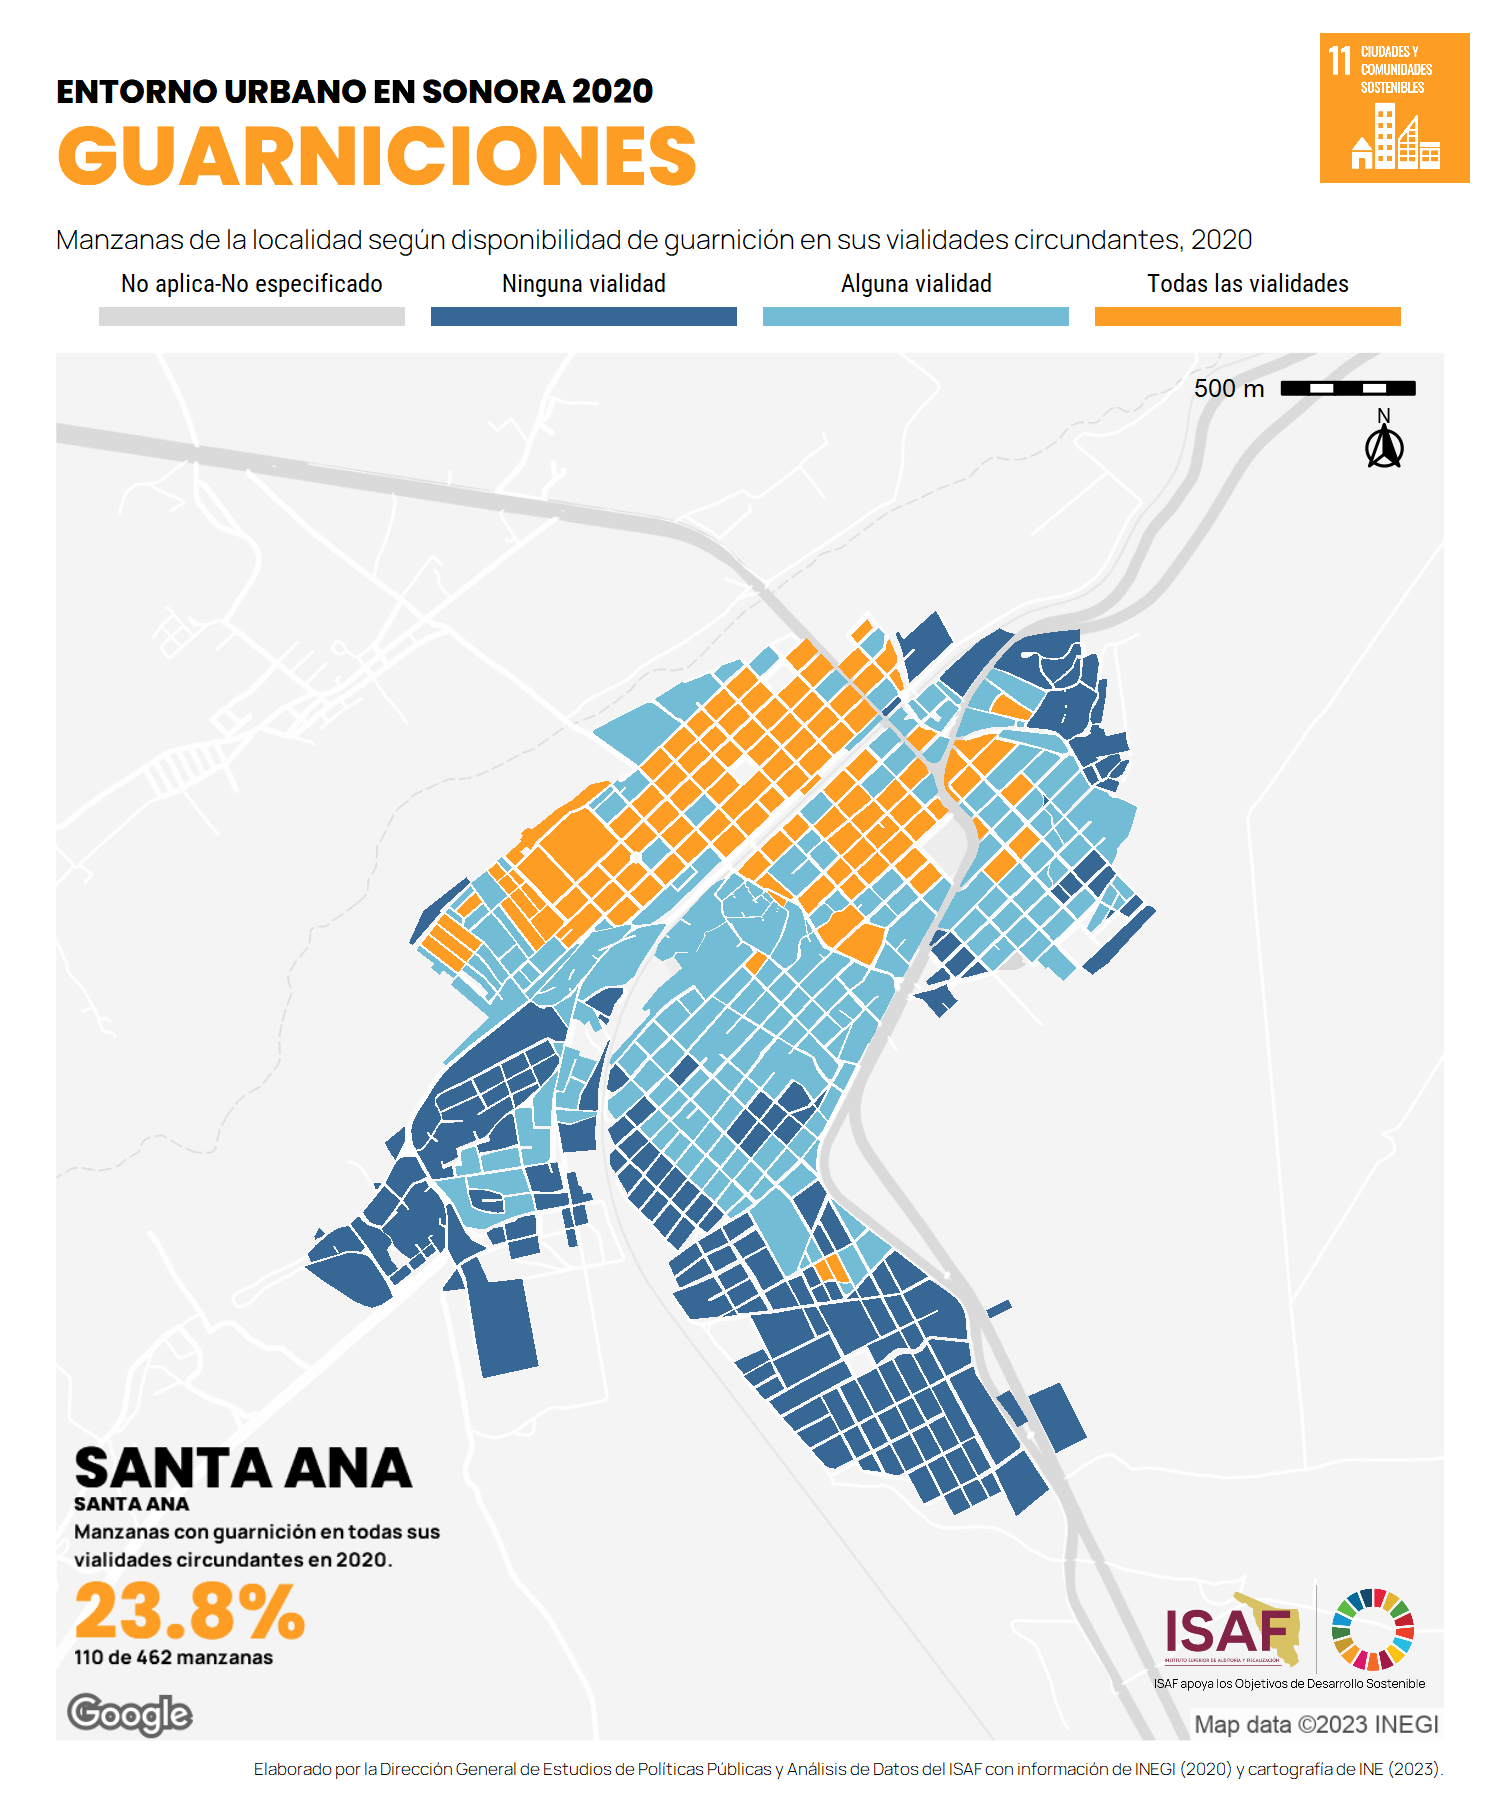 11 CIUDADES Y
COMUNIDADES
SOSTENIBLES
ENTORNO URBANO EN SONORA 2020
GUARNICIONES
Manzanas de la localidad según disponibilidad de guarnición en sus vialidades circundantes, 2020
No aplica-No especificado
Ninguna vialidad
Alguna vialidad
Todas las vialidades
500 m
N
SANTA ANA
SANTA ANA
Manzanas con guarnición en todas sus
vialidades circundantes en 2020.
23.8%
110 de 462 manzanas
Google
ISAF
INSTITUTO SUPERIOR DE AUDITORÍA Y FISCALIZACIÓN
ISAF apoya los Objetivos de Desarrollo Sostenible
Map data ©2023 INEGI
Elaborado por la Dirección General de Estudios de Políticas Públicas y Análisis de Datos del ISAF con información de INEGI (2020) y cartografía de INE (2023).